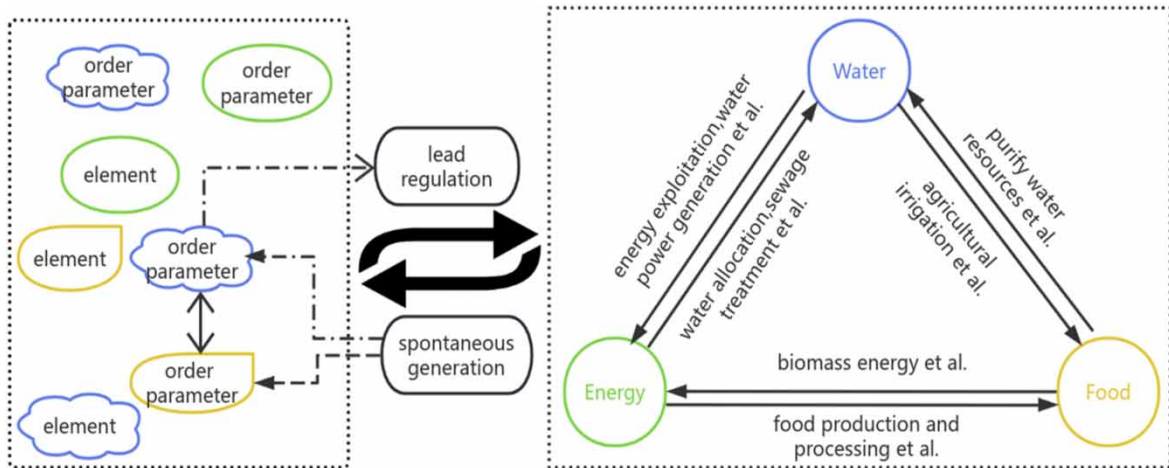 order
parameter
order
parameter
element
element
order
parameter
order
parameter
element
lead
regulation
spontaneous
generation
Water
energy exploitation,water
power generation et al.
water allocation,sewage
treatment et al.
purify water
resources et al.
agricultural
irrigation et al.
biomass energy et al.
Energy
Food
food production and
processing et al.